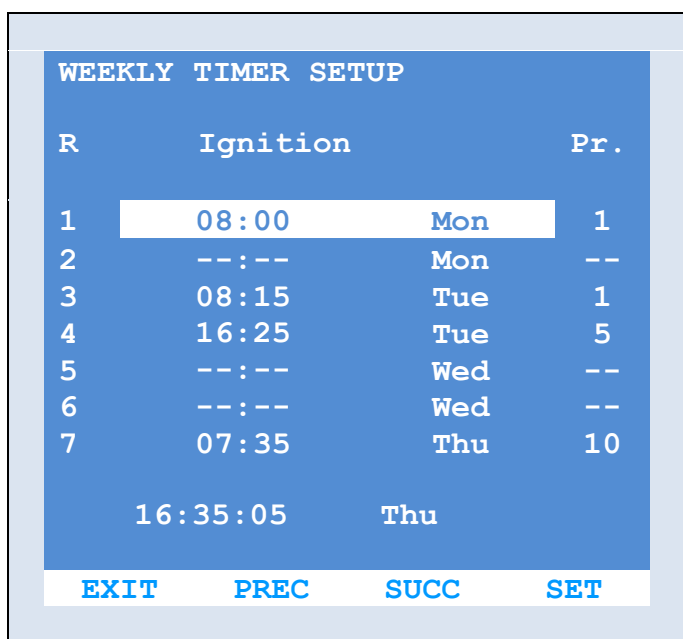 WEEKLY TIMER SETUP
R Ignition Pr.
1 08:00 Mon 1
2 --:-- Mon --
3 08:15 Tue 1
4 16:25 Tue 5
5 --:-- Wed --
6 --:-- Wed --
7 07:35 Thu 10
16:35:05 Thu
EXIT PREC SUCC SET